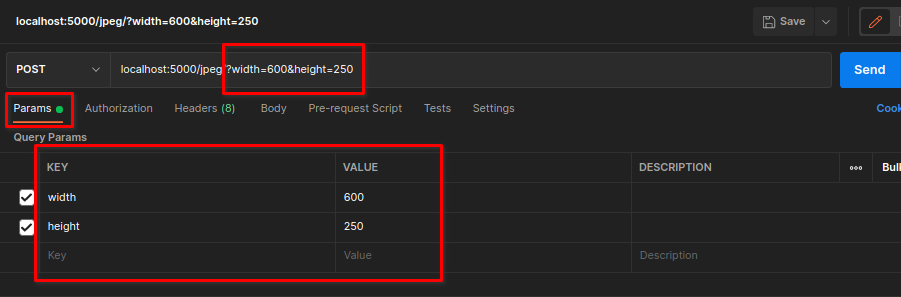 localhost:5000/jpeg/?width=600&height=250
Save
POST
localhost:5000/jpeg/?width=600&height=250
Send
Params
Authorization
Headers (8)
Body
Pre-request Script
Tests
Settings
Cook
Query Params
KEY
VALUE
DESCRIPTION
Bull
width
600
height
250
Key
Value
Description